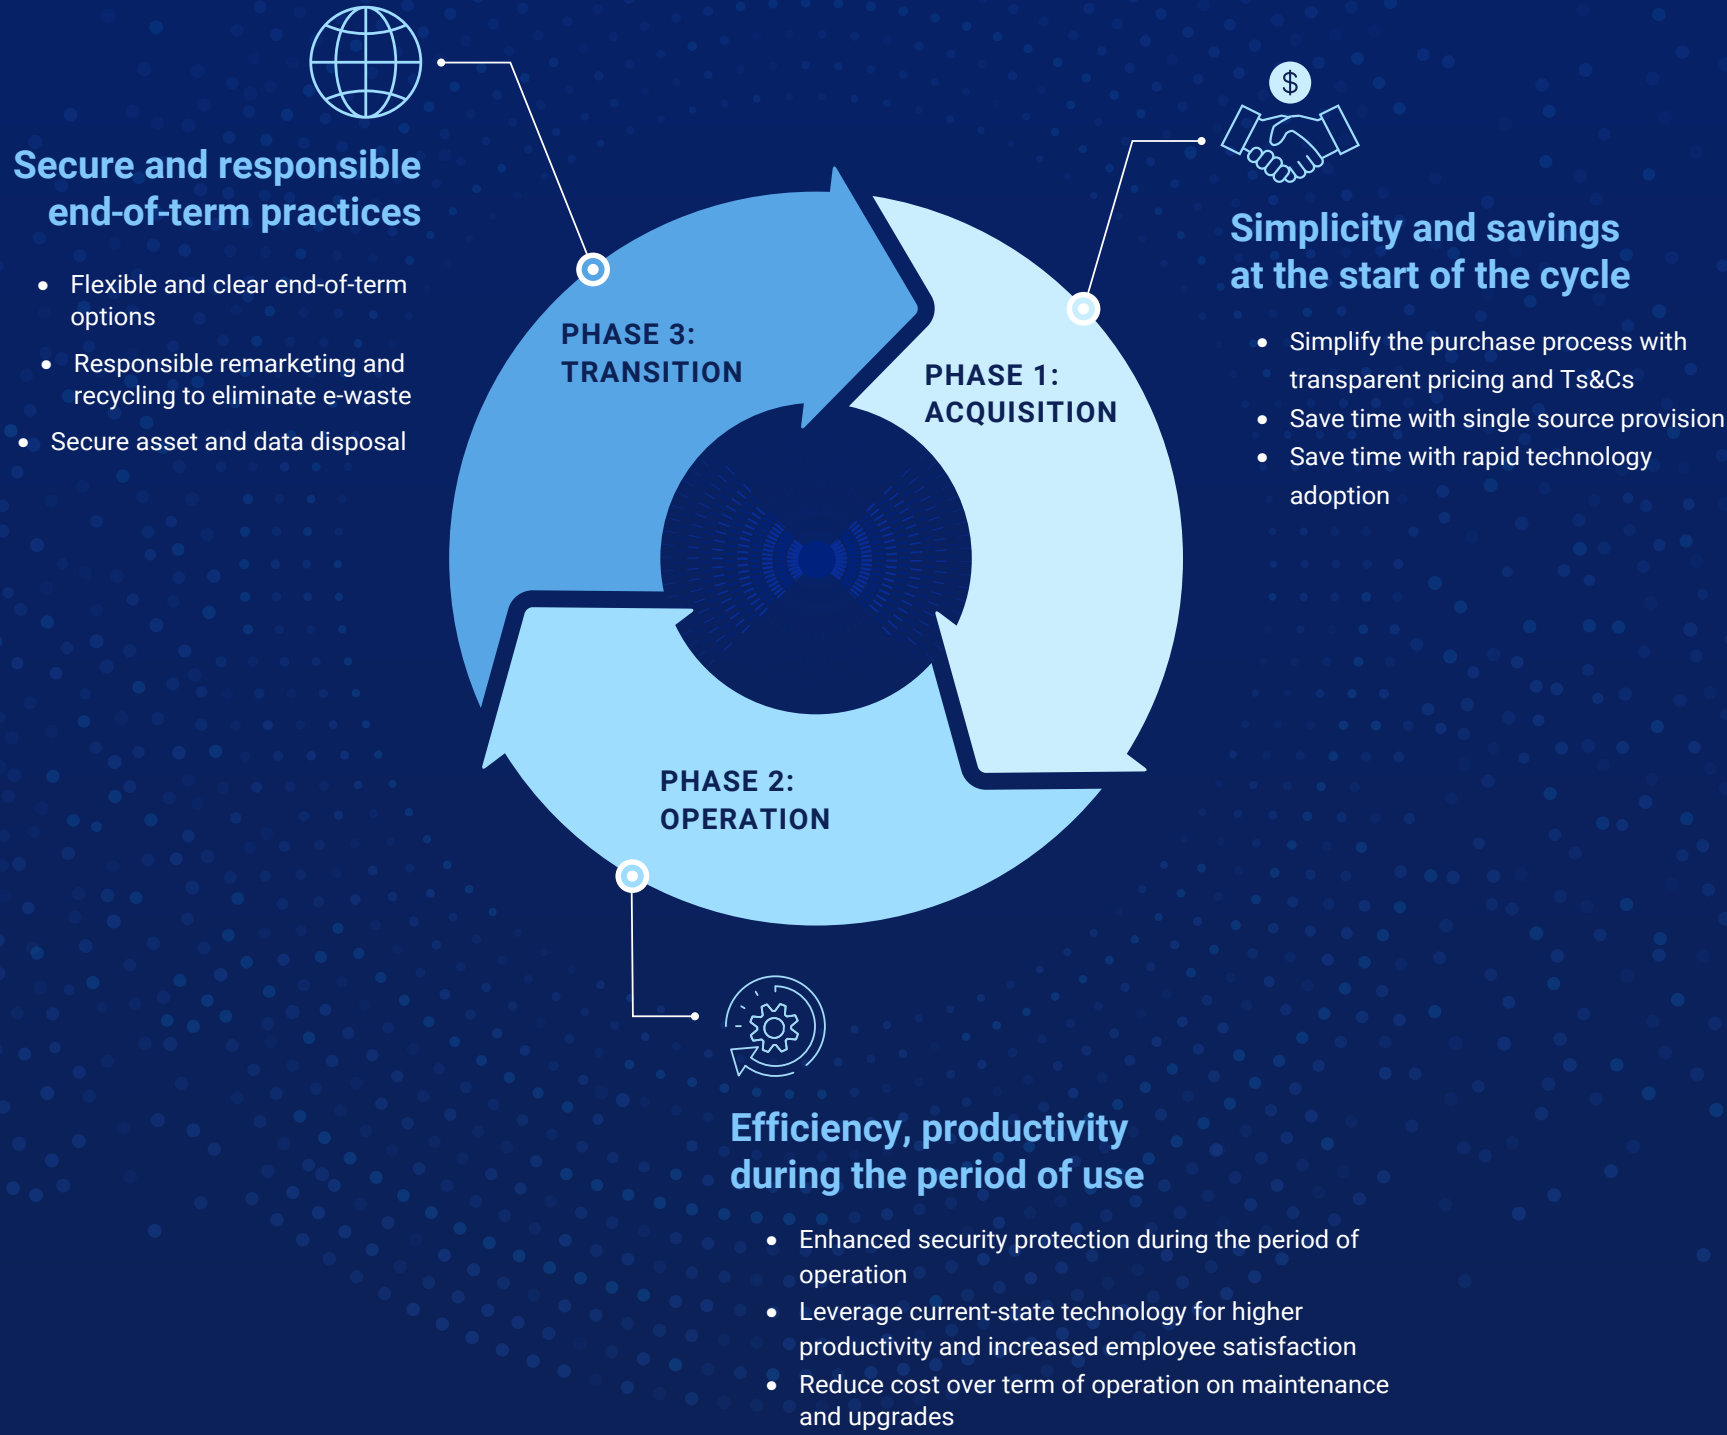 $
Secure and responsible
end-of-term practices
Flexible and clear end-of-term
options
Responsible remarketing and
recycling to eliminate e-waste
Secure asset and data disposal
PHASE 3:
TRANSITION
PHASE 1:
ACQUISITION
Simplicity and savings
at the start of the cycle
Simplify the purchase process with
transparent pricing and Ts&Cs
Save time with single source provision
Save time with rapid technology
adoption
PHASE 2:
OPERATION
Efficiency, productivity
during the period of use
Enhanced security protection during the period of
operation
Leverage current-state technology for higher
productivity and increased employee satisfaction
Reduce cost over term of operation on maintenance
and upgrades